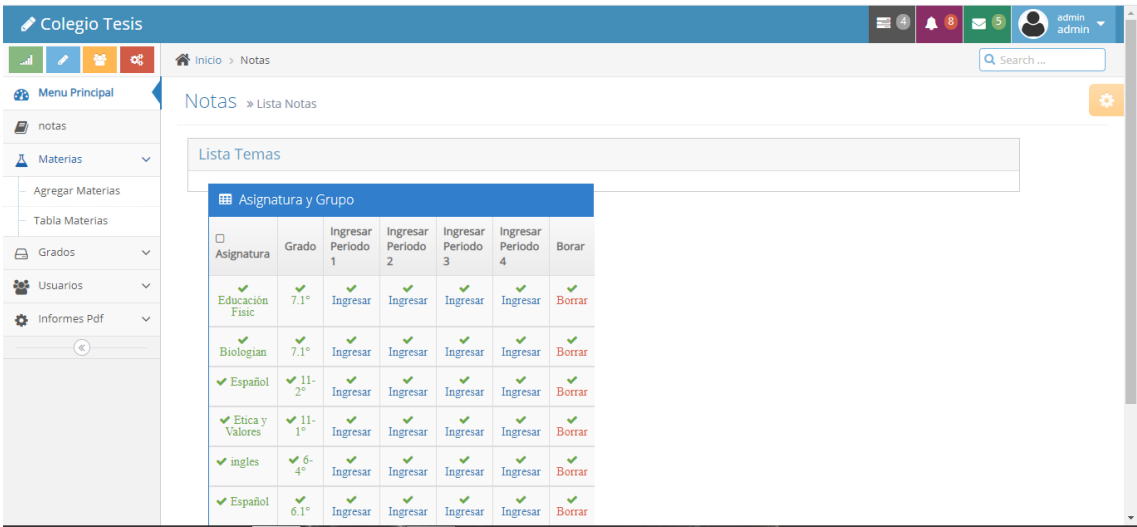 Colegio Tesis
4
8
5
admin
admin
Inicio > Notas
Search ...
Menu Principal
notas
Materias
Agregar Materias
Tabla Materias
Grados
Usuarios
Informes Pdf
Notas » Lista Notas
Lista Temas
Asignatura y Grupo
Asignatura
Grado
Ingresar Periodo 1
Ingresar Periodo 2
Ingresar Periodo 3
Ingresar Periodo 4
Borar
Educación Fisic
7.1°
Ingresar
Ingresar
Ingresar
Ingresar
Borrar
Biologian
7.1°
Ingresar
Ingresar
Ingresar
Ingresar
Borrar
Español
11-2°
Ingresar
Ingresar
Ingresar
Ingresar
Borrar
Etica y Valores
11-1°
Ingresar
Ingresar
Ingresar
Ingresar
Borrar
ingles
6-4°
Ingresar
Ingresar
Ingresar
Ingresar
Borrar
Español
6.1°
Ingresar
Ingresar
Ingresar
Ingresar
Borrar